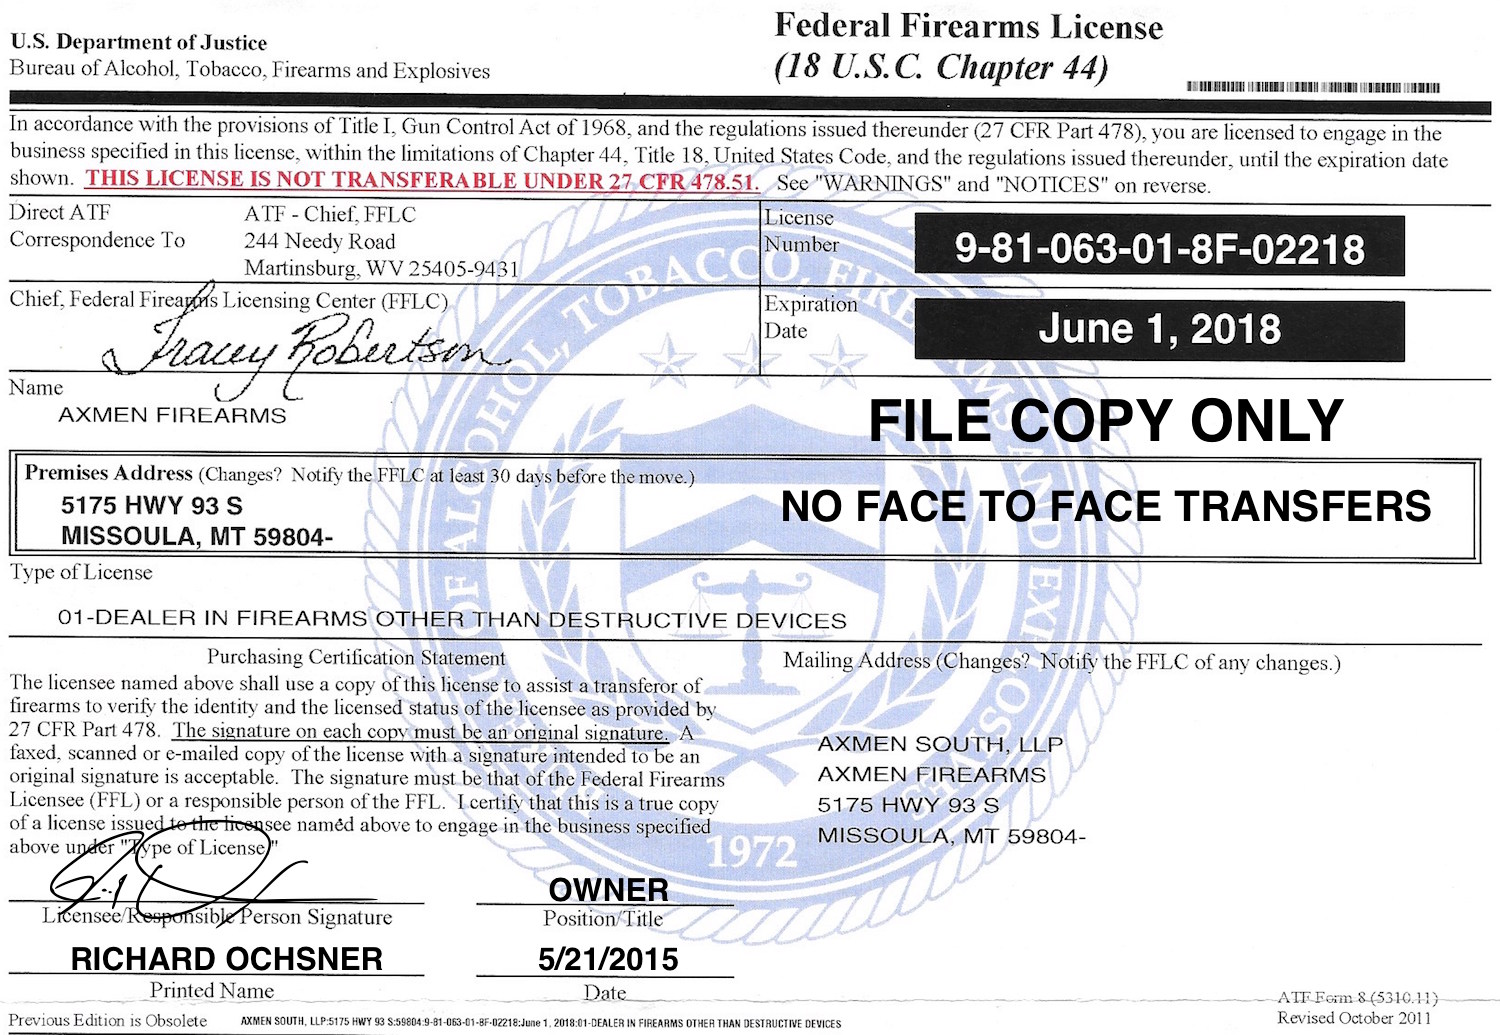 U.S. Department of Justice
Bureau of Alcohol, Tobacco, Firearms and Explosives
Federal Firearms License
(18 U.S.C. Chapter 44)
In accordance with the provisions of Title I, Gun Control Act of 1968, and the regulations issued thereunder (27 CFR Part 478), you are licensed to engage in the
business specified in this license, within the limitations of Chapter 44, Title 18, United States Code, and the regulations issued thereunder, until the expiration date
shown. THIS LICENSE IS NOT TRANSFERABLE UNDER 27 CFR 478.51. See "WARNINGS" and "NOTICES" on reverse.
Direct ATF
Correspondence To
ATF - Chief, FFLC
244 Needy Road
Martinsburg, WV 25405-9431
License
Number
9-81-063-01-8F-02218
Chief, Federal Firearms Licensing Center (FFLC)
Tracey Robertson
Expiration
Date
June 1, 2018
Name
AXMEN FIREARMS
FILE COPY ONLY
Premises Address (Changes? Notify the FFLC at least 30 days before the move.)
5175 HWY 93 S
MISSOULA, MT 59804-
NO FACE TO FACE TRANSFERS
Type of License
01-DEALER IN FIREARMS OTHER THAN DESTRUCTIVE DEVICES
Purchasing Certification Statement
The licensee named above shall use a copy of this license to assist a transferor of
firearms to verify the identity and the licensed status of the licensee as provided by
27 CFR Part 478. The signature on each copy must be an original signature. A
faxed, scanned or e-mailed copy of the license with a signature intended to be an
original signature is acceptable. The signature must be that of the Federal Firearms
Licensee (FFL) or a responsible person of the FFL. I certify that this is a true copy
of a license issued to the licensee named above to engage in the business specified
above under "Type of License"
Mailing Address (Changes? Notify the FFLC of any changes.)
AXMEN SOUTH, LLP
AXMEN FIREARMS
5175 HWY 93 S
MISSOULA, MT 59804-
Licensee/Responsible Person Signature
OWNER
Position/Title
RICHARD OCHSNER
Printed Name
5/21/2015
Date
BUREAU OF ALCOHOL, TOBACCO, FIREARMS AND EXPLOSIVES
1972
ATF Form 8 (5310.11)
Revised October 2011
Previous Edition is Obsolete
AXMEN SOUTH, LLP:5175 HWY 93 S:59804:9-81-063-01-8F-02218:June 1, 2018:01-DEALER IN FIREARMS OTHER THAN DESTRUCTIVE DEVICES